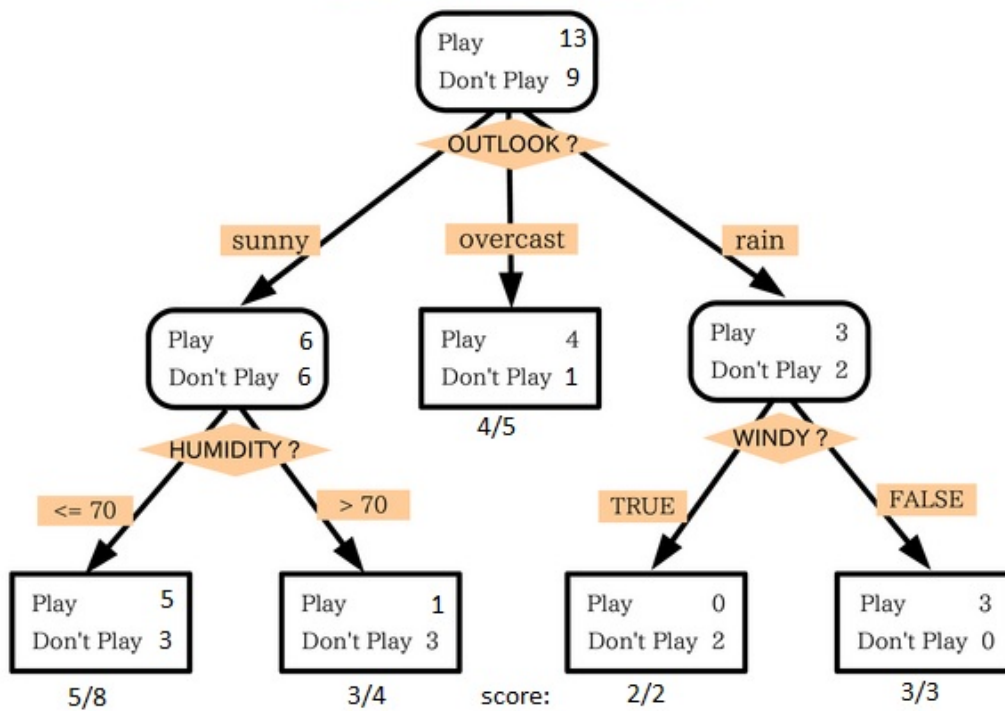 Play 13
Don't Play 9
OUTLOOK ?
sunny
overcast
rain
Play 6
Don't Play 6
Play 4
Don't Play 1
Play 3
Don't Play 2
4/5
HUMIDITY ?
WINDY ?
<= 70
> 70
TRUE
FALSE
Play 5
Don't Play 3
Play 1
Don't Play 3
Play 0
Don't Play 2
Play 3
Don't Play 0
5/8
3/4
score:
2/2
3/3